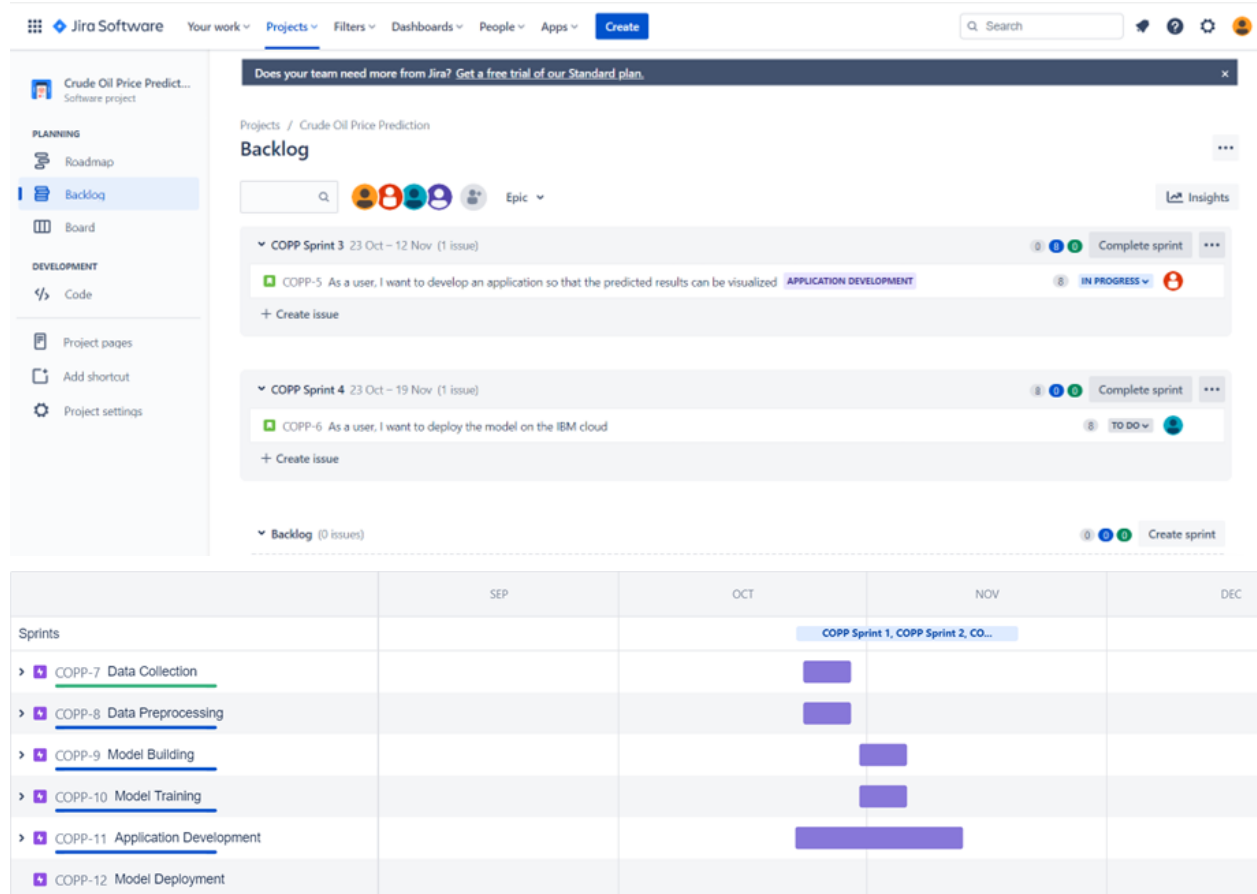 Jira Software Your work Projects Filters Dashboards People Apps Create Search
Does your team need more from Jira? Get a free trial of our Standard plan. ×
Crude Oil Price Predict...
Software project
PLANNING
Roadmap
Backlog
Board
DEVELOPMENT
Code
Project pages
Add shortcut
Project settings
Projects / Crude Oil Price Prediction
Backlog
Epic Insights
COPP Sprint 3 23 Oct – 12 Nov (1 issue) 0 8 0 Complete sprint
COPP-5 As a user, I want to develop an application so that the predicted results can be visualized APPLICATION DEVELOPMENT 8 IN PROGRESS
+ Create issue
COPP Sprint 4 23 Oct – 19 Nov (1 issue) 8 0 0 Complete sprint
COPP-6 As a user, I want to deploy the model on the IBM cloud 8 TO DO
+ Create issue
Backlog (0 issues) 0 0 0 Create sprint
SEP OCT NOV DEC
Sprints COPP Sprint 1, COPP Sprint 2, CO...
COPP-7 Data Collection
COPP-8 Data Preprocessing
COPP-9 Model Building
COPP-10 Model Training
COPP-11 Application Development
COPP-12 Model Deployment